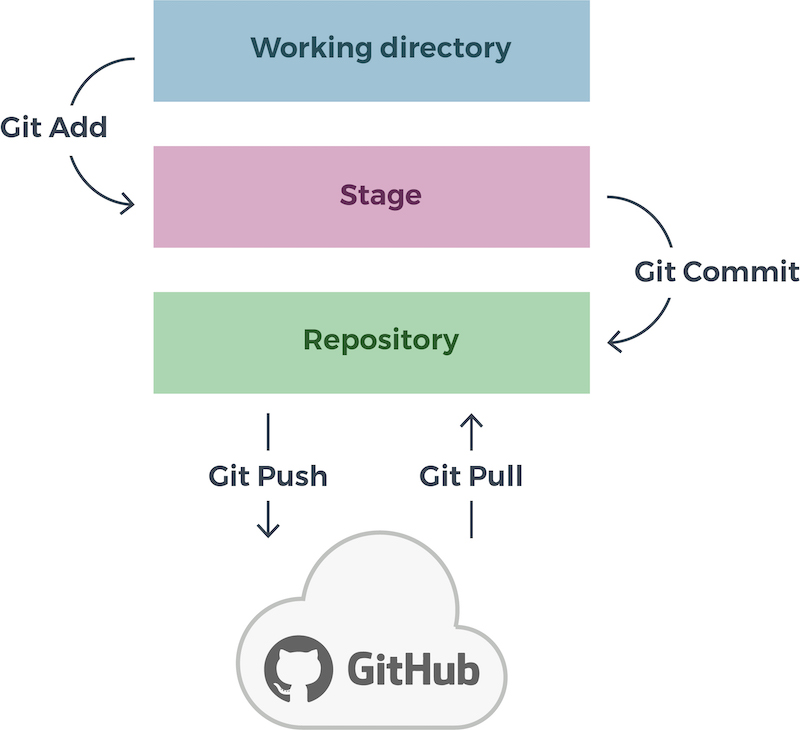 Working directory
Git Add
Stage
Git Commit
Repository
Git Push
Git Pull
GitHub